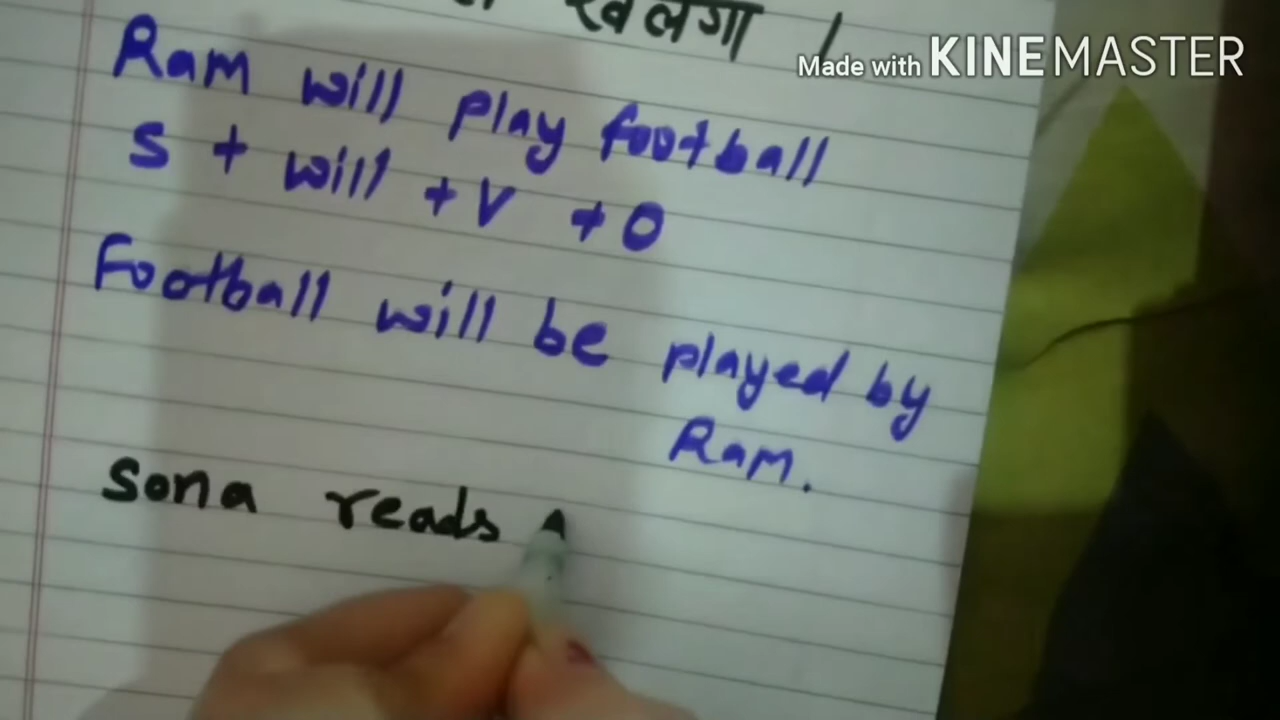 खेलेगा ।
Made with KINEMASTER
Ram will play football
S + will + V + O
Football will be played by
Ram.
Sona reads